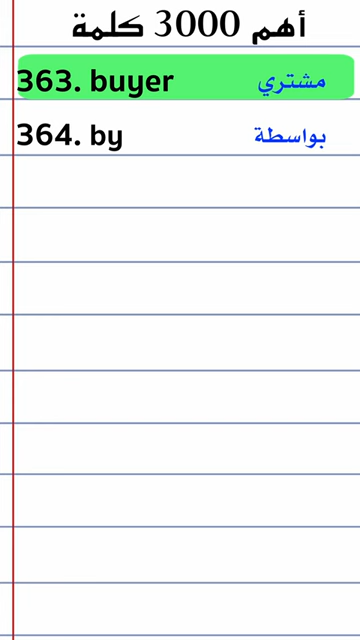 أهم 3000 كلمة
363. buyer مشتري
364. by بواسطة